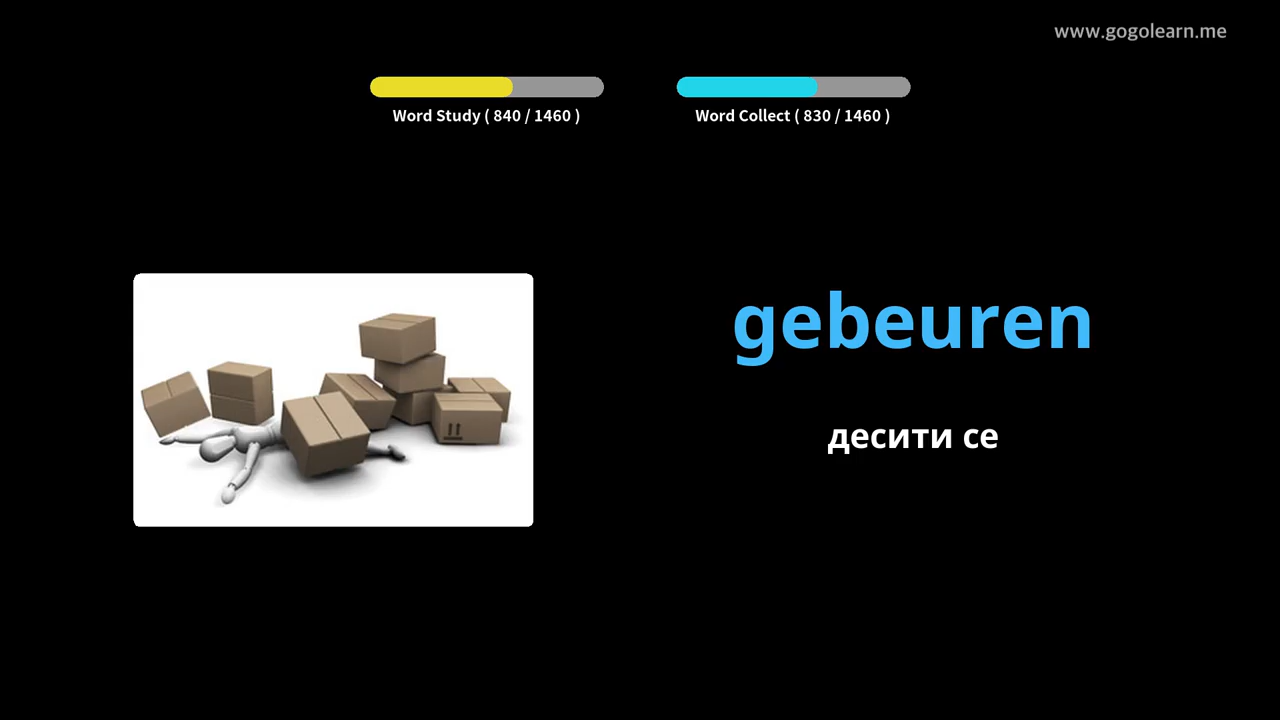 www.gogolearn.me
Word Study ( 840 / 1460 )
Word Collect ( 830 / 1460 )
gebeuren
десити се